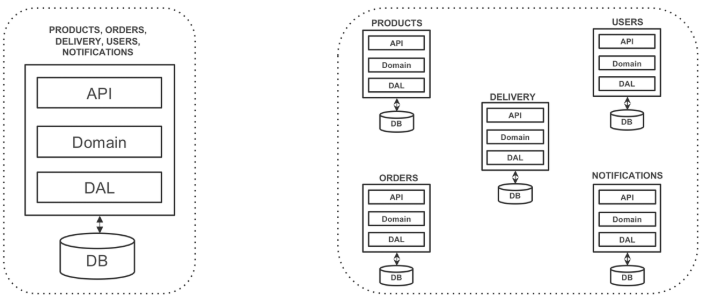 PRODUCTS, ORDERS,
DELIVERY, USERS,
NOTIFICATIONS
API
Domain
DAL
DB
PRODUCTS
API
Domain
DAL
DB
USERS
API
Domain
DAL
DB
DELIVERY
API
Domain
DAL
DB
ORDERS
API
Domain
DAL
DB
NOTIFICATIONS
API
Domain
DAL
DB